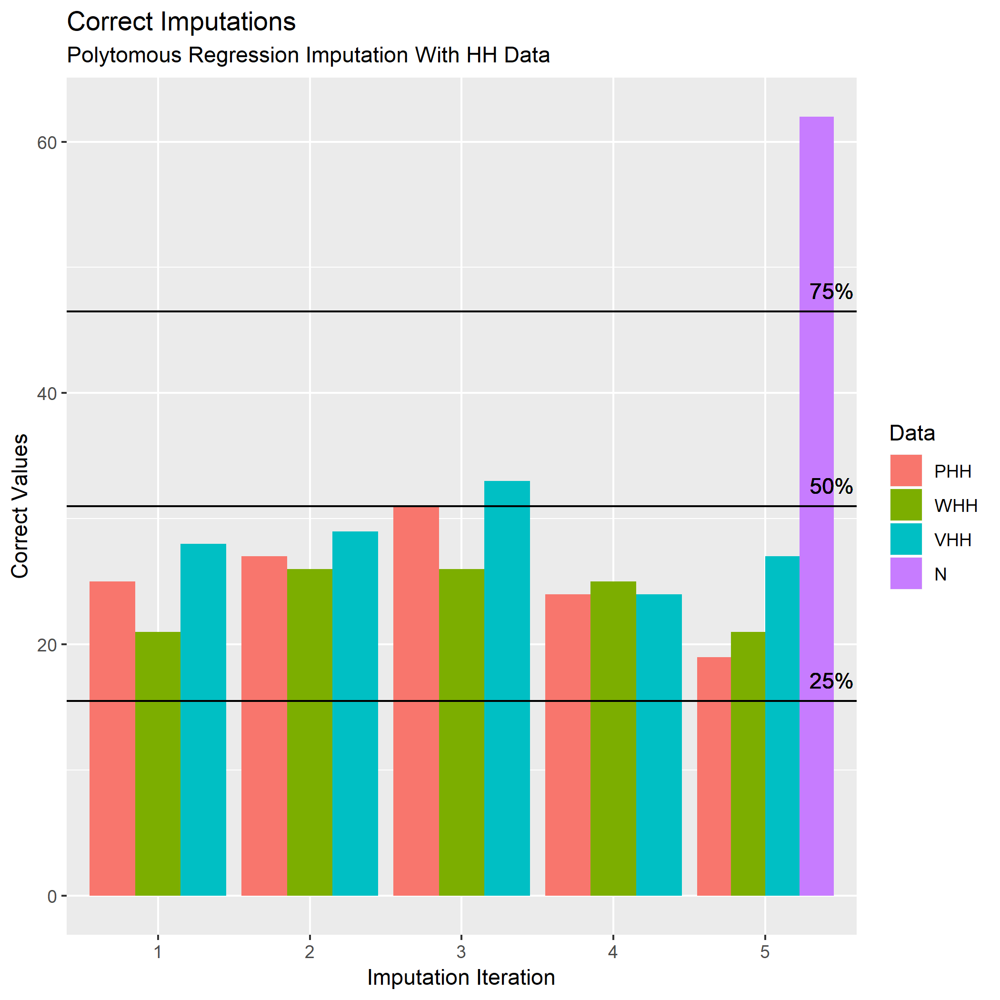 Correct Imputations
Polytomous Regression Imputation With HH Data
Correct Values
60
40
20
0
75%
50%
25%
1 2 3 4 5
Imputation Iteration
Data
PHH
WHH
VHH
N